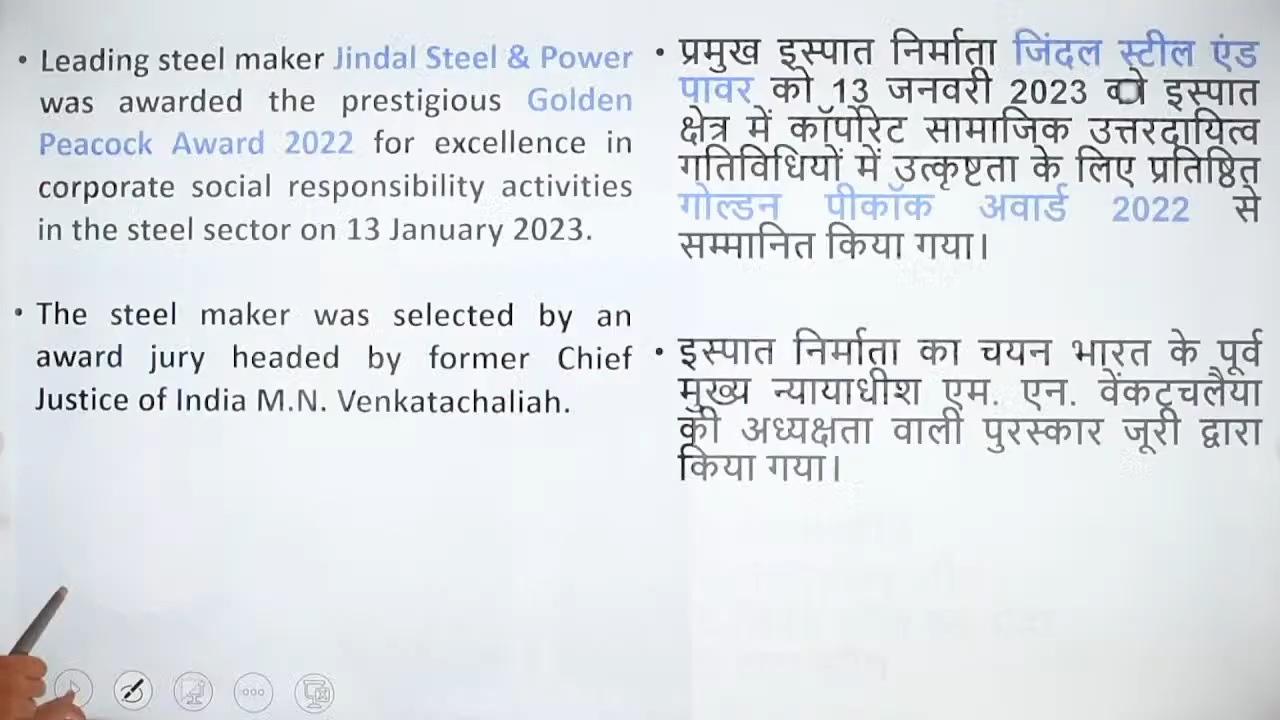 • Leading steel maker Jindal Steel & Power
was awarded the prestigious Golden
Peacock Award 2022 for excellence in
corporate social responsibility activities
in the steel sector on 13 January 2023.
• The steel maker was selected by an
award jury headed by former Chief
Justice of India M.N. Venkatachaliah.
• प्रमुख इस्पात निर्माता जिंदल स्टील एंड
पावर को 13 जनवरी 2023 को इस्पात
क्षेत्र में कॉर्पोरेट सामाजिक उत्तरदायित्व
गतिविधियों में उत्कृष्टता के लिए प्रतिष्ठित
गोल्डन पीकॉक अवार्ड 2022 से
सम्मानित किया गया।
• इस्पात निर्माता का चयन भारत के पूर्व
मुख्य न्यायाधीश एम. एन. वेंकटचलैया
की अध्यक्षता वाली पुरस्कार जूरी द्वारा
किया गया।